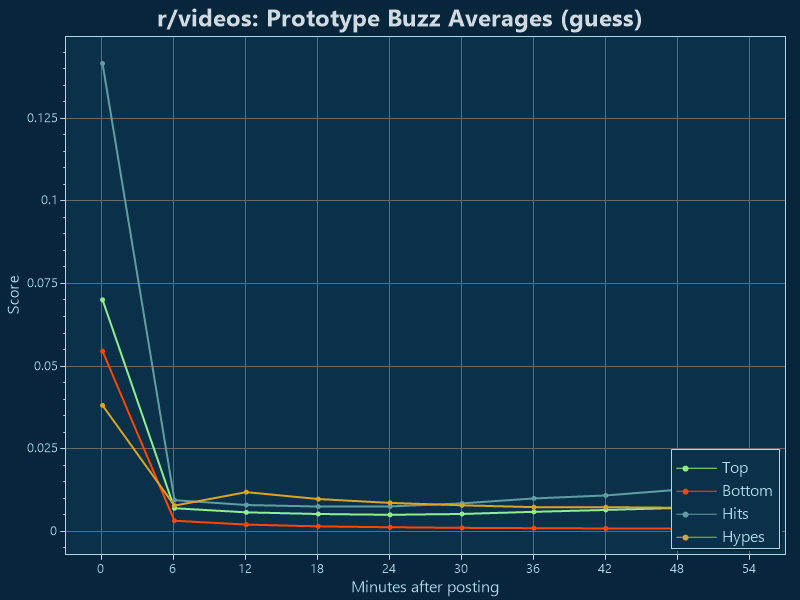 r/videos: Prototype Buzz Averages (guess)
0.125
0.1
0.075
Score
0.05
0.025
0
Top
Bottom
Hits
Hypes
0 6 12 18 24 30 36 42 48 54
Minutes after posting